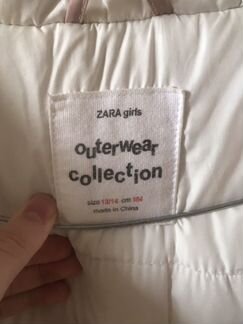 ZARA girls
outerwear
collection
size 13/14 cm 164
made in China